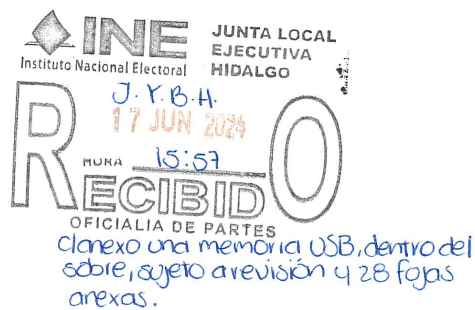 INE
Instituto Nacional Electoral
JUNTA LOCAL
EJECUTIVA
HIDALGO
J.Y.B.H.
17 JUN 2024
HORA 15:57
RECIBIDO
OFICIALIA DE PARTES
c/anexo una memoria USB, dentro del
sobre, sujeto a revisión y 28 fojas
anexas.